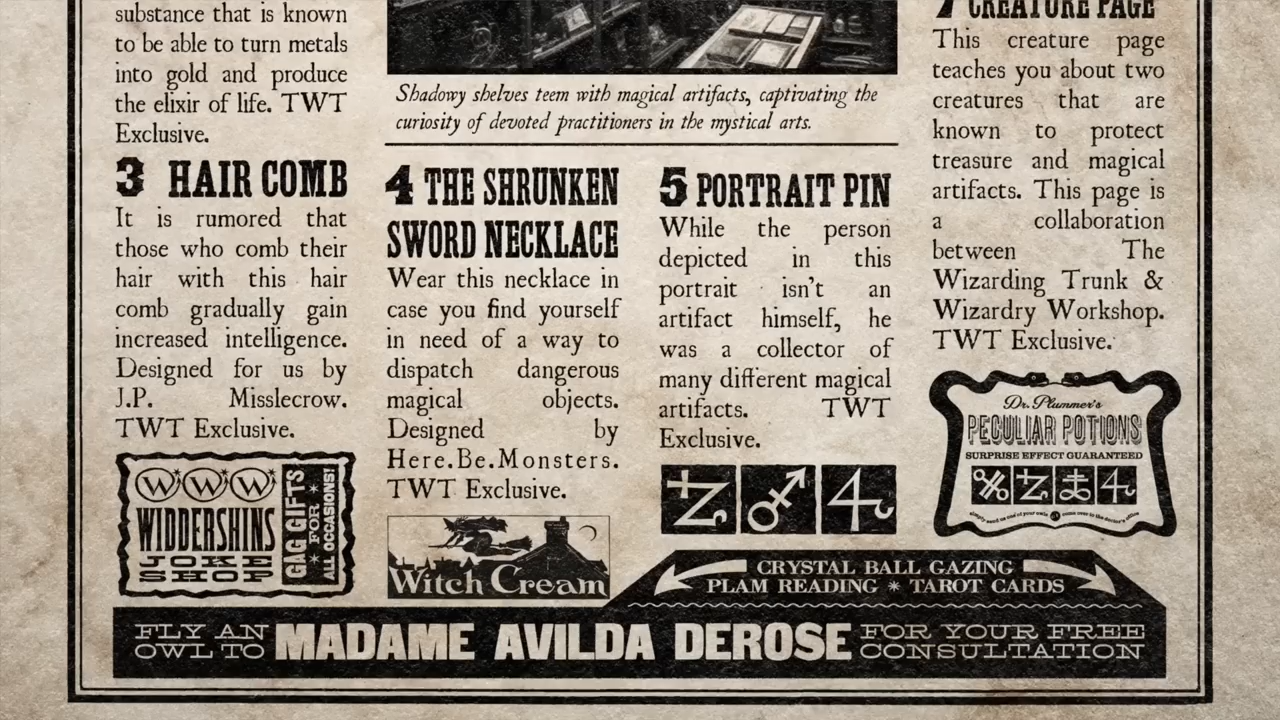 substance that is known
to be able to turn metals
into gold and produce
the elixir of life. TWT
Exclusive.
3 HAIR COMB
It is rumored that
those who comb their
hair with this hair
comb gradually gain
increased intelligence.
Designed for us by
J.P. Misslecrow.
TWT Exclusive.
WWW
WIDDERSHINS
JOKE
SHOP
GAG GIFTS
FOR
ALL OCCASIONS!
Shadowy shelves teem with magical artifacts, captivating the
curiosity of devoted practitioners in the mystical arts.
4 THE SHRUNKEN
SWORD NECKLACE
Wear this necklace in
case you find yourself
in need of a way to
dispatch dangerous
magical objects.
Designed by
Here.Be.Monsters.
TWT Exclusive.
Witch Cream
5 PORTRAIT PIN
While the person
depicted in this
portrait isn't an
artifact himself, he
was a collector of
many different magical
artifacts. TWT
Exclusive.
7 CREATURE PAGE
This creature page
teaches you about two
creatures that are
known to protect
treasure and magical
artifacts. This page is
a collaboration
between The
Wizarding Trunk &
Wizardry Workshop.
TWT Exclusive.
Dr. Plummer's
PECULIAR POTIONS
SURPRISE EFFECT GUARANTEED
CRYSTAL BALL GAZING
PLAM READING * TAROT CARDS
FLY AN
OWL TO
MADAME AVILDA DEROSE
FOR YOUR FREE
CONSULTATION